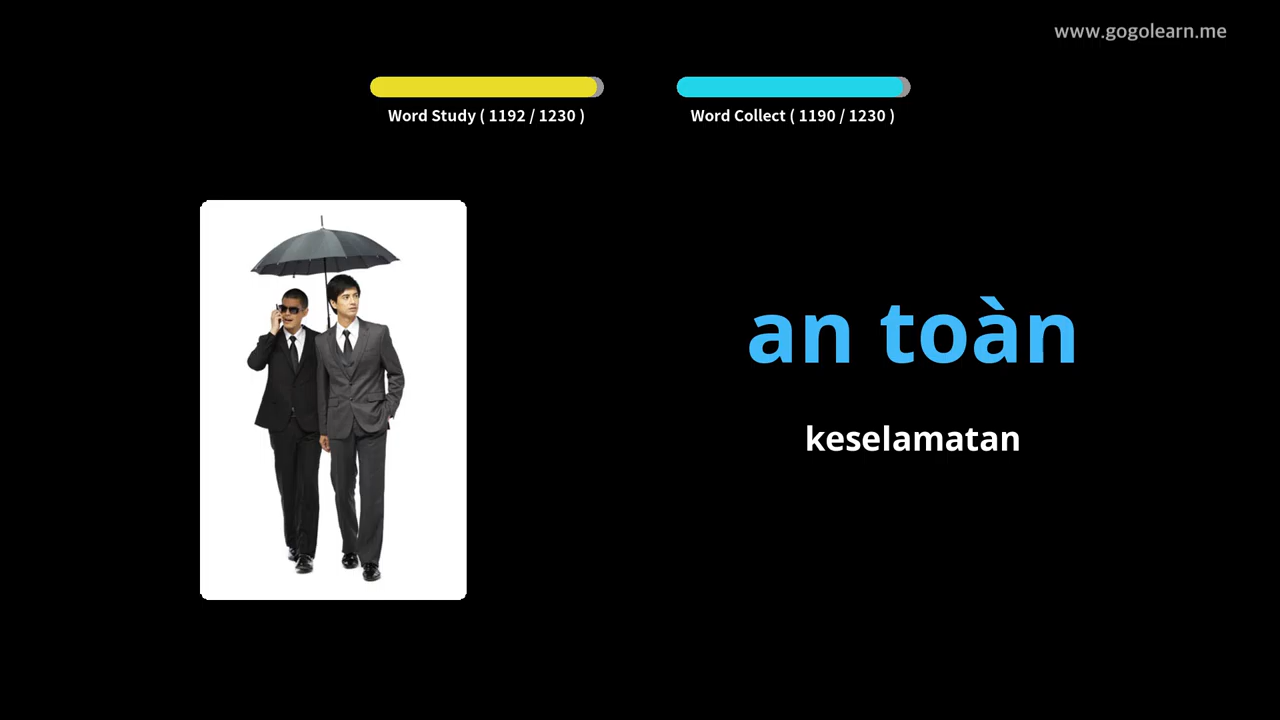 www.gogolearn.me
Word Study ( 1192 / 1230 )
Word Collect ( 1190 / 1230 )
an toàn
keselamatan